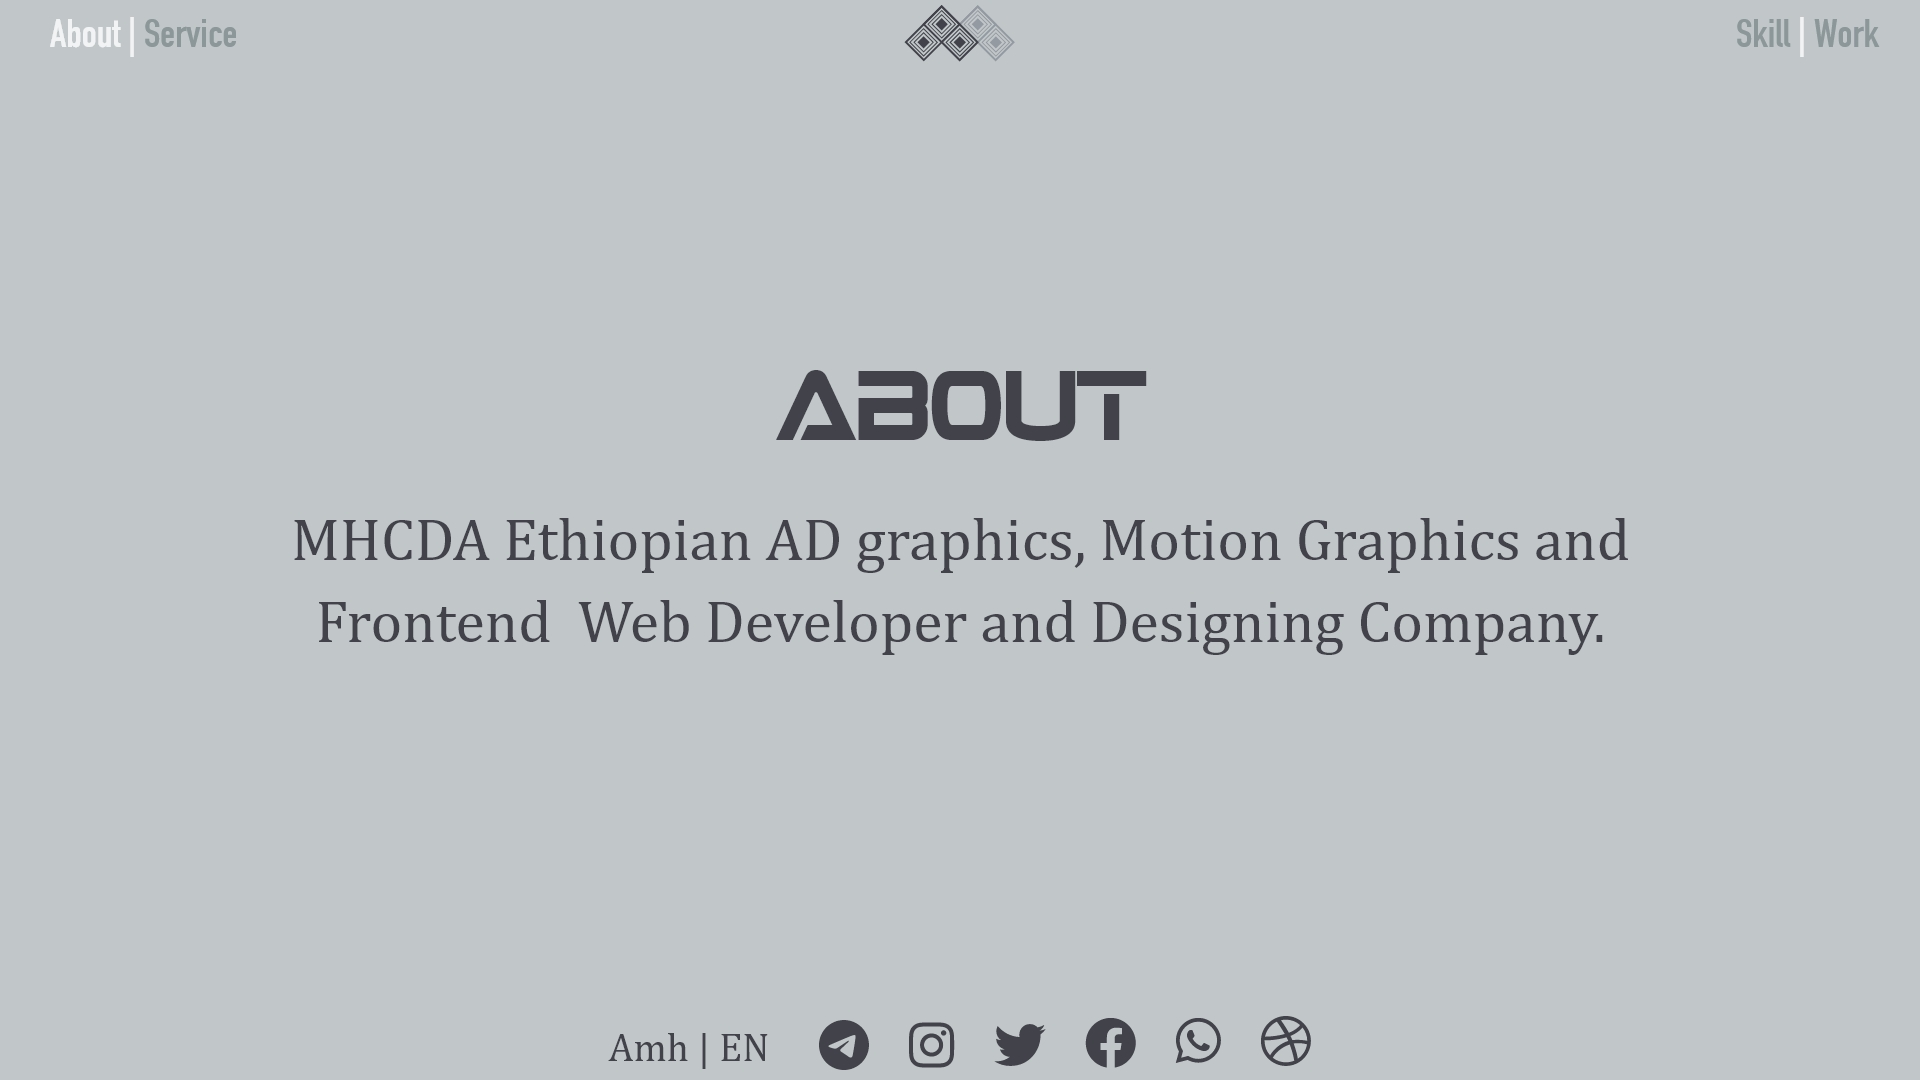 About | Service
Skill | Work
ABOUT
MHCDA Ethiopian AD graphics, Motion Graphics and
Frontend  Web Developer and Designing Company.
Amh | EN